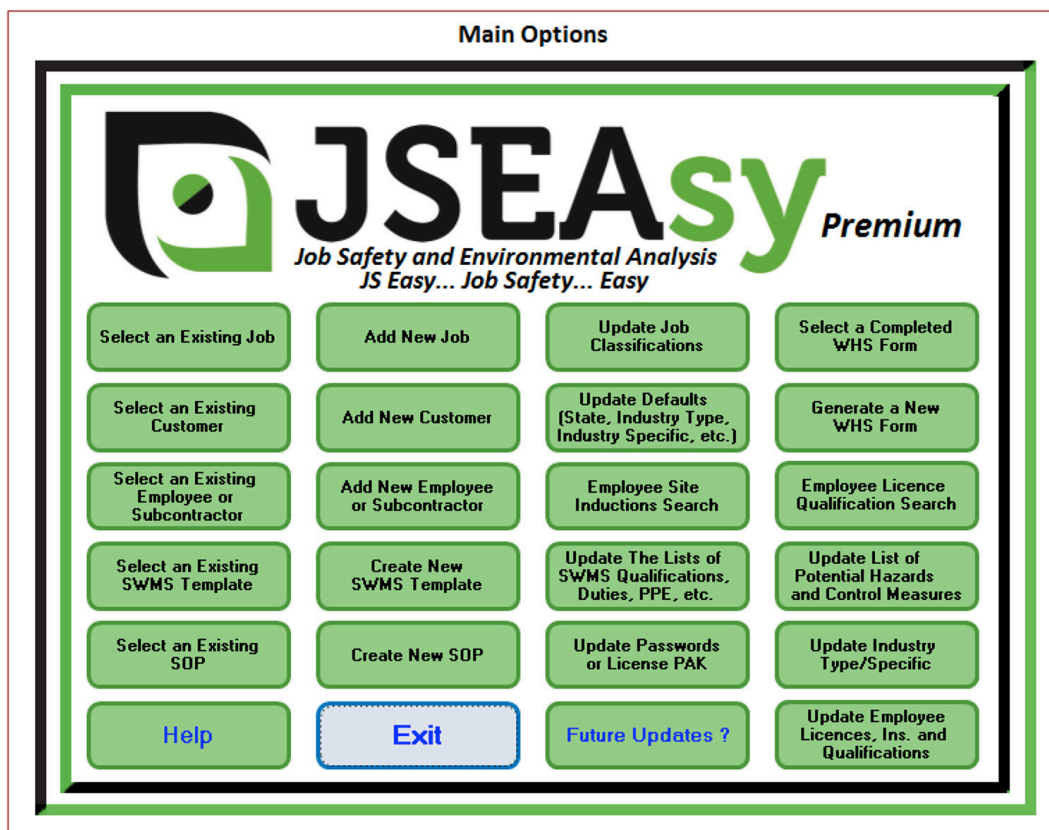 Main Options
JSEAsy
Premium
Job Safety and Environmental Analysis
JS Easy... Job Safety... Easy
Select an Existing Job
Add New Job
Update Job
Classifications
Select a Completed
WHS Form
Select an Existing
Customer
Add New Customer
Update Defaults
(State, Industry Type,
Industry Specific, etc.)
Generate a New
WHS Form
Select an Existing
Employee or
Subcontractor
Add New Employee
or Subcontractor
Employee Site
Inductions Search
Employee Licence
Qualification Search
Select an Existing
SWMS Template
Create New
SWMS Template
Update The Lists of
SWMS Qualifications,
Duties, PPE, etc.
Update List of
Potential Hazards
and Control Measures
Select an Existing
SOP
Create New SOP
Update Passwords
or License PAK
Update Industry
Type/Specific
Help
Exit
Future Updates ?
Update Employee
Licences, Ins. and
Qualifications